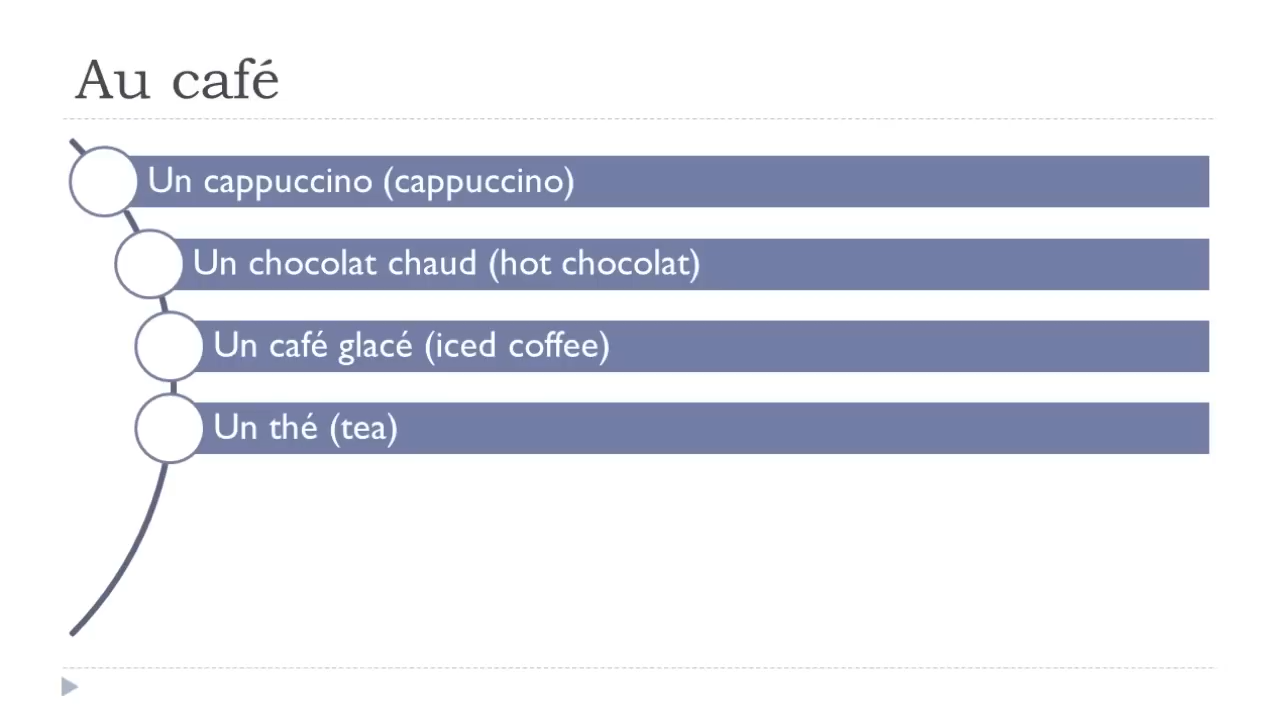 Au café
Un cappuccino (cappuccino)
Un chocolat chaud (hot chocolat)
Un café glacé (iced coffee)
Un thé (tea)